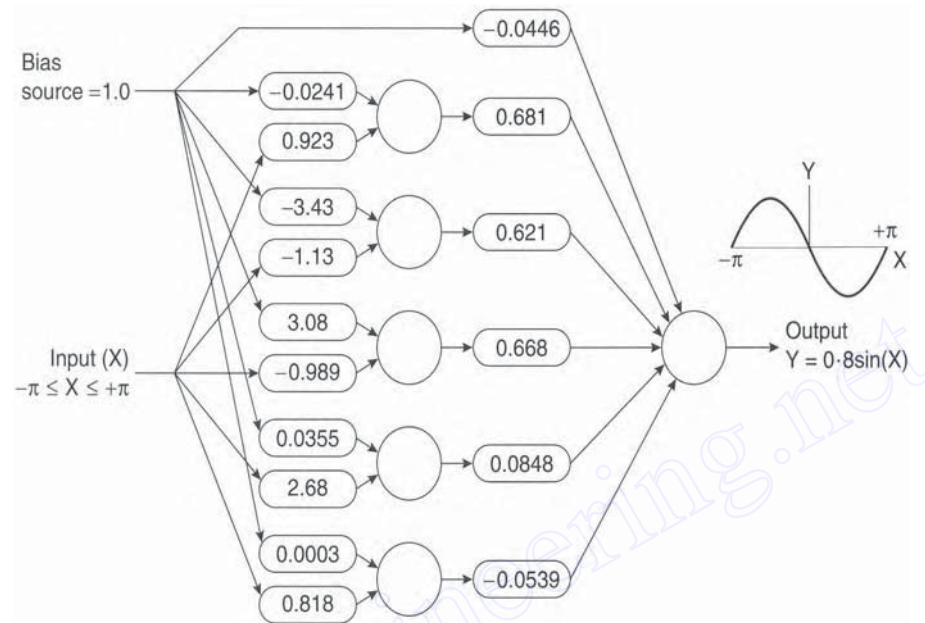 −0.0446
Bias
source =1.0
−0.0241
0.923
0.681
−3.43
−1.13
0.621
Y
−π
+π
X
3.08
−0.989
0.668
Input (X)
−π ≤ X ≤ +π
Output
Y = 0·8sin(X)
0.0355
2.68
0.0848
0.0003
0.818
−0.0539
ineering.net